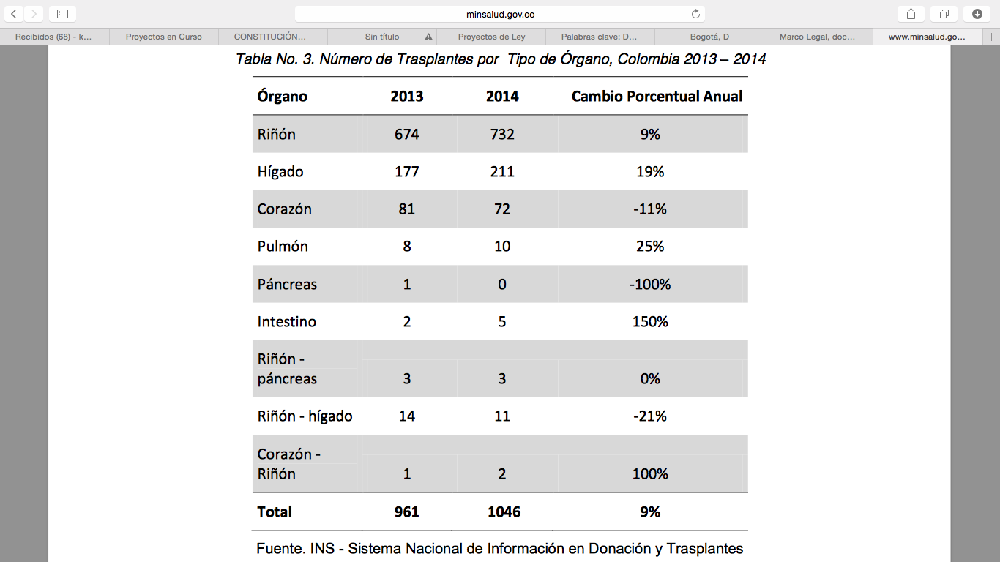 minsalud.gov.co
Recibidos (68) - k...
Proyectos en Curso
CONSTITUCIÓN...
Sin título
Proyectos de Ley
Palabras clave: D...
Bogotá, D
Marco Legal, doc...
www.minsalud.go...
Tabla No. 3. Número de Trasplantes por Tipo de Órgano, Colombia 2013 – 2014
Órgano 2013 2014 Cambio Porcentual Anual
Riñón 674 732 9%
Hígado 177 211 19%
Corazón 81 72 -11%
Pulmón 8 10 25%
Páncreas 1 0 -100%
Intestino 2 5 150%
Riñón -
páncreas 3 3 0%
Riñón - hígado 14 11 -21%
Corazón -
Riñón 1 2 100%
Total 961 1046 9%
Fuente. INS - Sistema Nacional de Información en Donación y Trasplantes